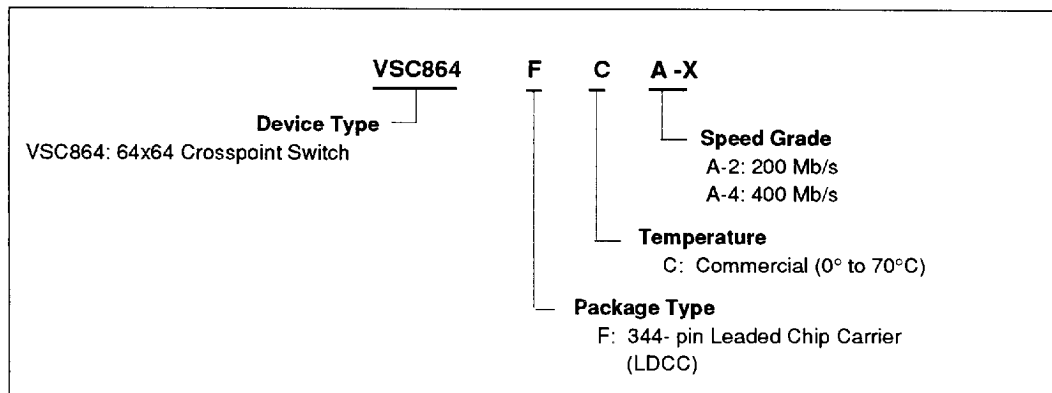 VSC864 F C A -X
Device Type
VSC864: 64x64 Crosspoint Switch
Speed Grade
A-2: 200 Mb/s
A-4: 400 Mb/s
Temperature
C: Commercial (0° to 70°C)
Package Type
F: 344- pin Leaded Chip Carrier
(LDCC)